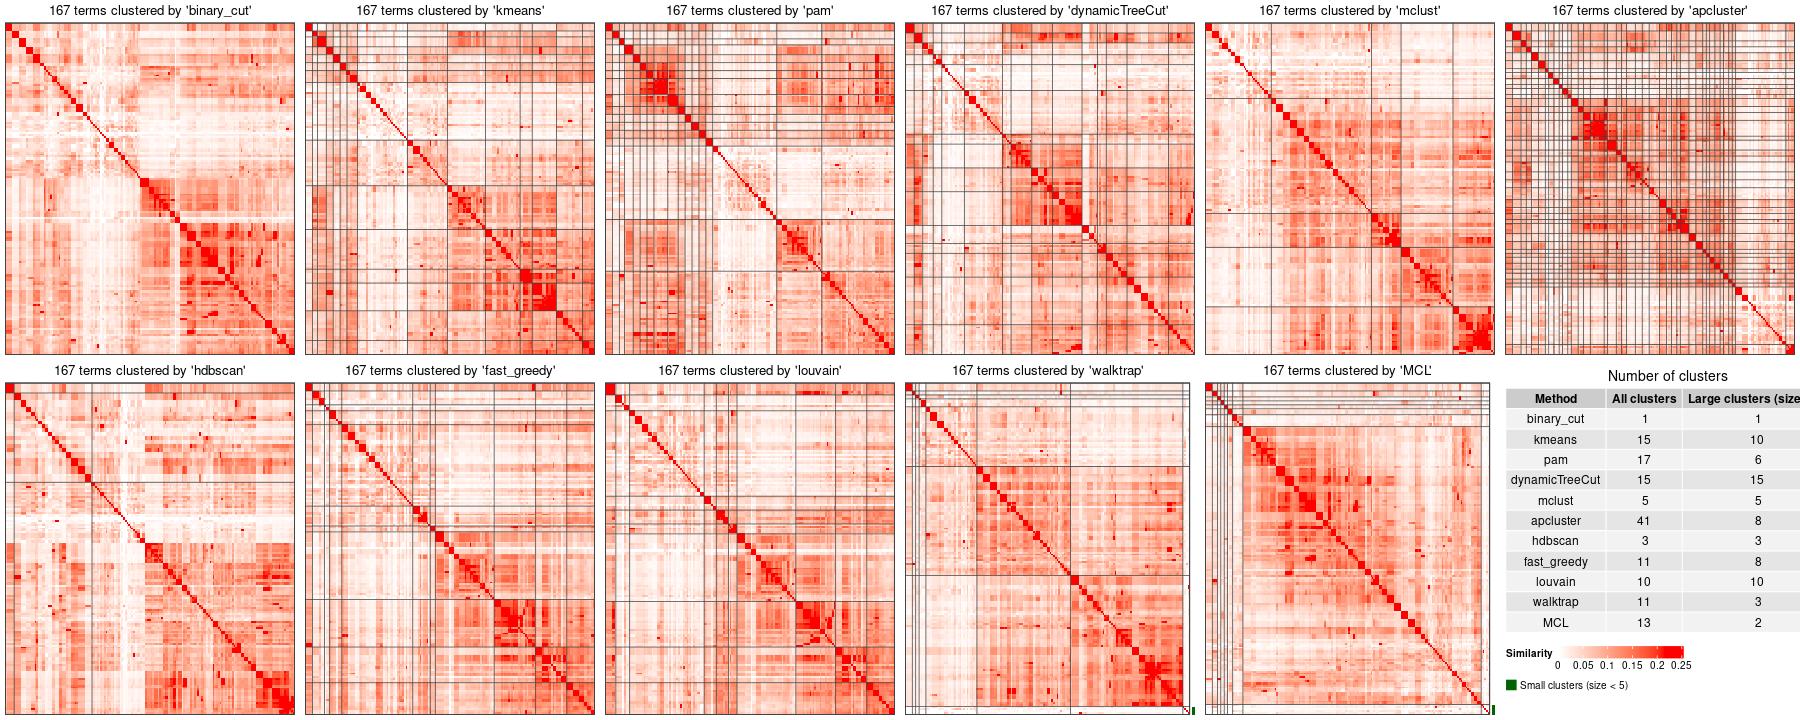 167 terms clustered by 'binary_cut'
167 terms clustered by 'kmeans'
167 terms clustered by 'pam'
167 terms clustered by 'dynamicTreeCut'
167 terms clustered by 'mclust'
167 terms clustered by 'apcluster'
167 terms clustered by 'hdbscan'
167 terms clustered by 'fast_greedy'
167 terms clustered by 'louvain'
167 terms clustered by 'walktrap'
167 terms clustered by 'MCL'
Number of clusters
Method All clusters Large clusters (size
binary_cut 1 1
kmeans 15 10
pam 17 6
dynamicTreeCut 15 15
mclust 5 5
apcluster 41 8
hdbscan 3 3
fast_greedy 11 8
louvain 10 10
walktrap 11 3
MCL 13 2
Similarity
0 0.05 0.1 0.15 0.2 0.25
Small clusters (size < 5)